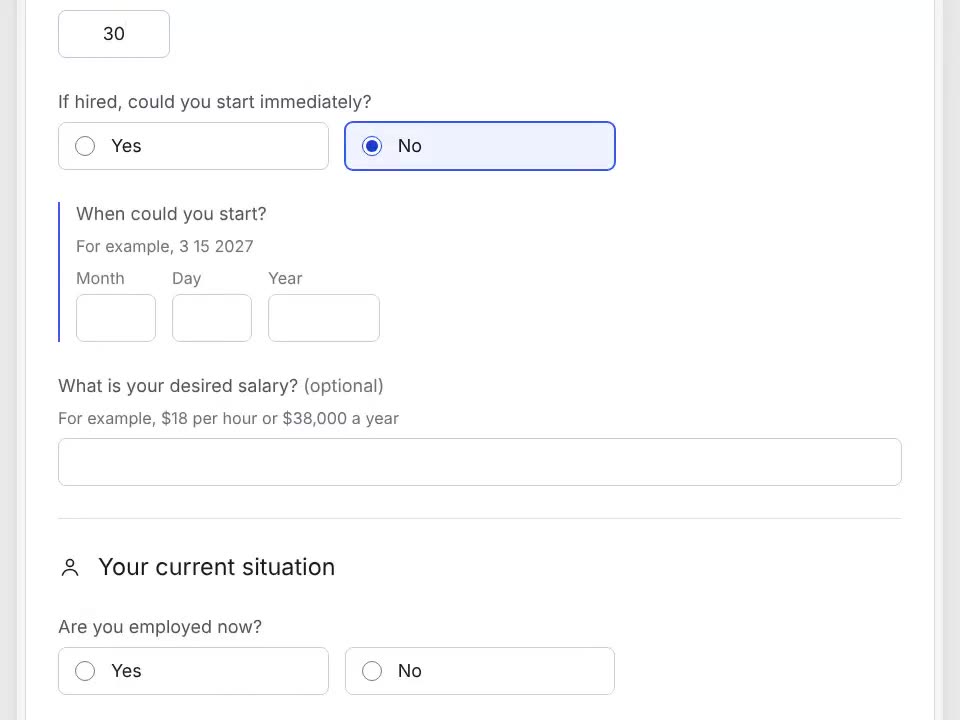 30
If hired, could you start immediately?
Yes
No
When could you start?
For example, 3 15 2027
Month Day Year
What is your desired salary? (optional)
For example, $18 per hour or $38,000 a year
Your current situation
Are you employed now?
Yes
No